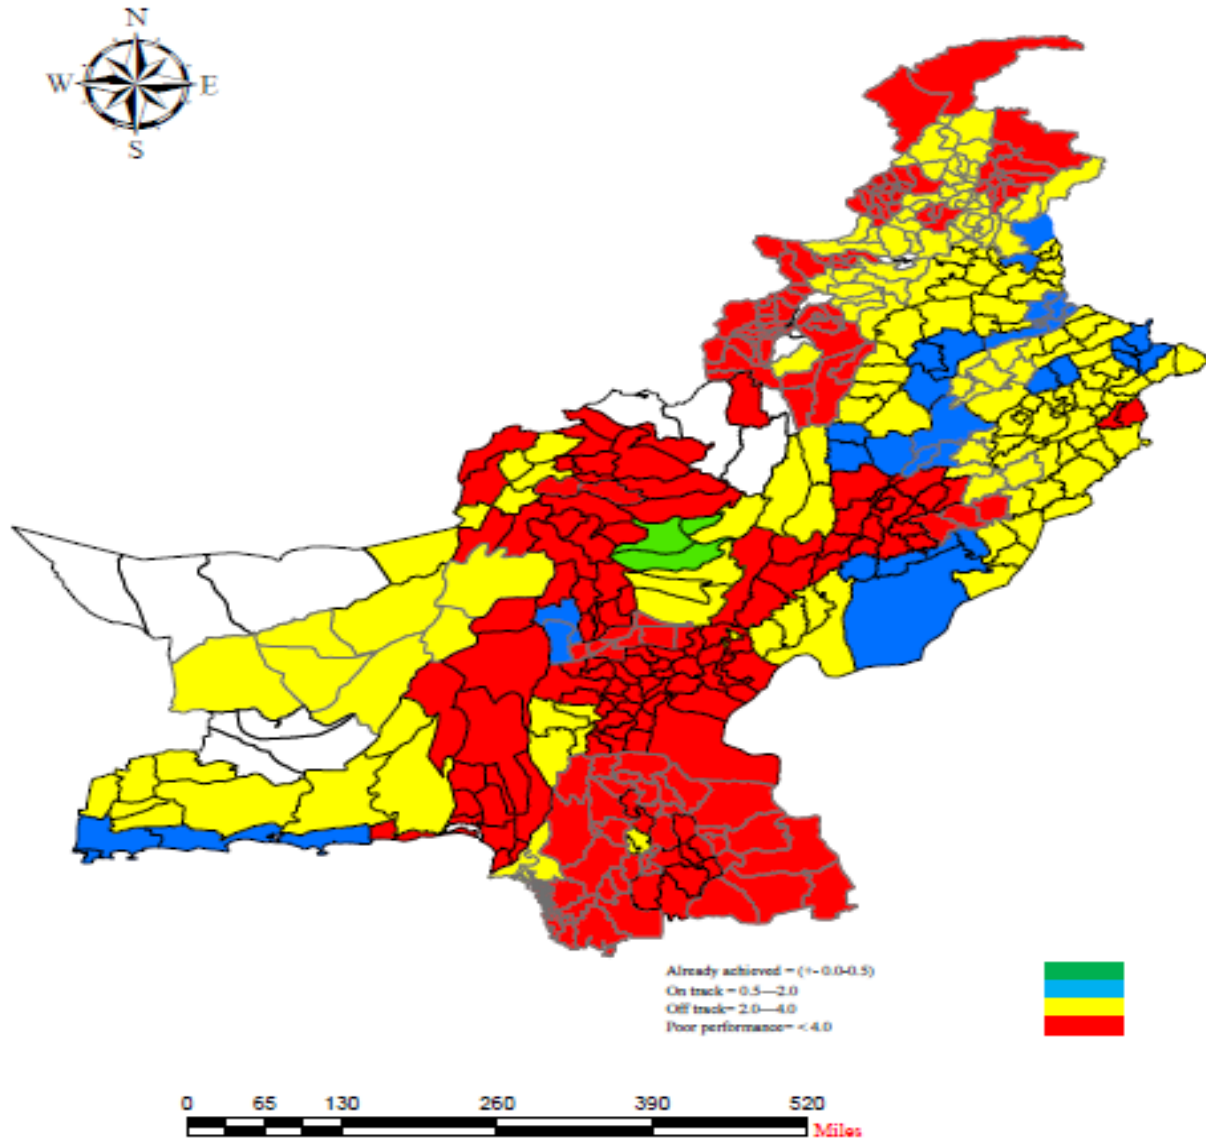 N
W E
S
Already achieved = (+- 0.0-0.5)
On track = 0.5—2.0
Off track= 2.0—4.0
Poor performance= < 4.0
0 65 130 260 390 520
Miles